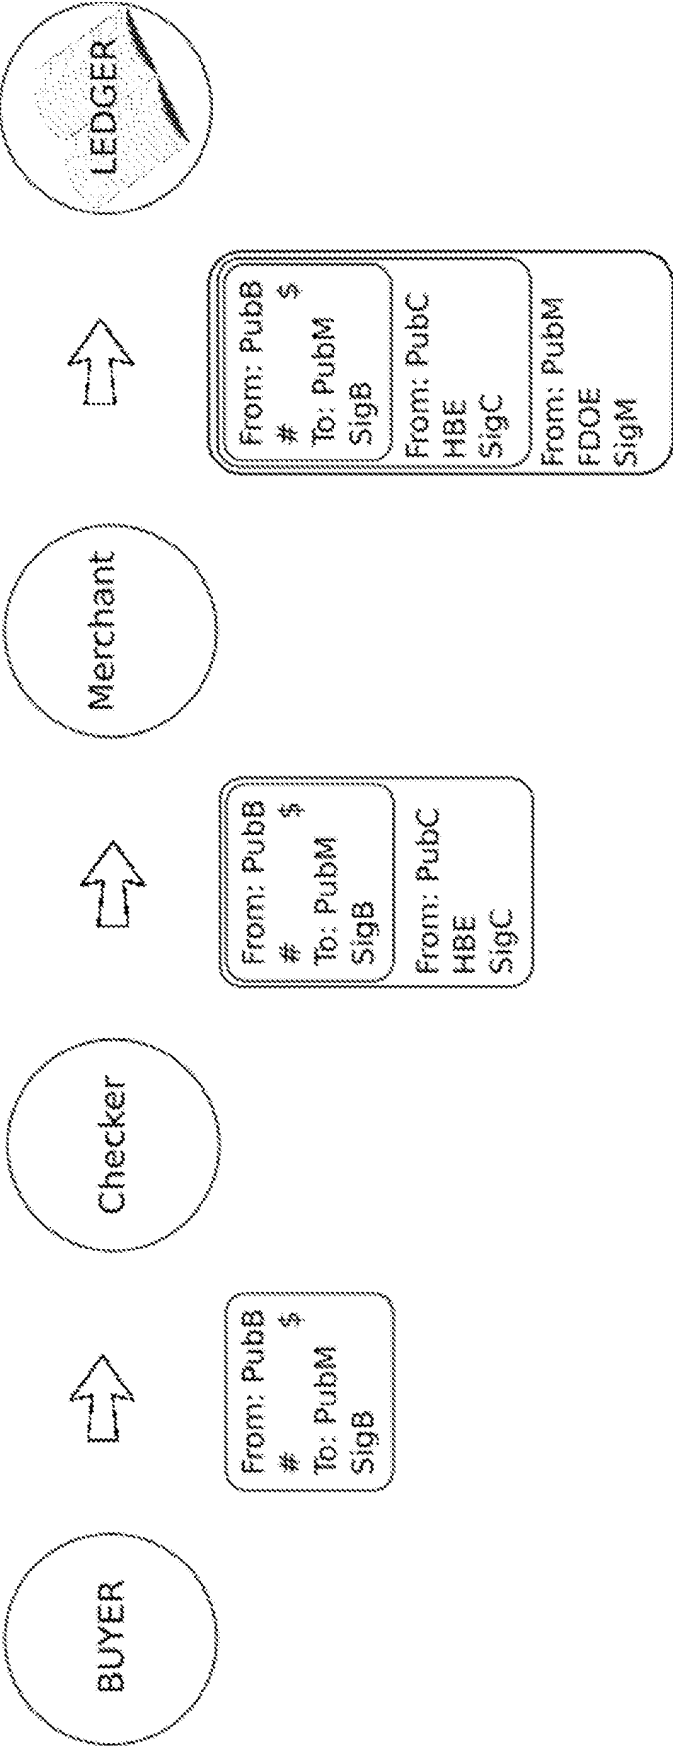 BUYER
From: PubB
# $
To: PubM
SigB
Checker
From: PubB
# $
To: PubM
SigB
From: PubC
HBE
SigC
Merchant
From: PubB
# $
To: PubM
SigB
From: PubC
HBE
SigC
From: PubM
FDOE
SigM
LEDGER